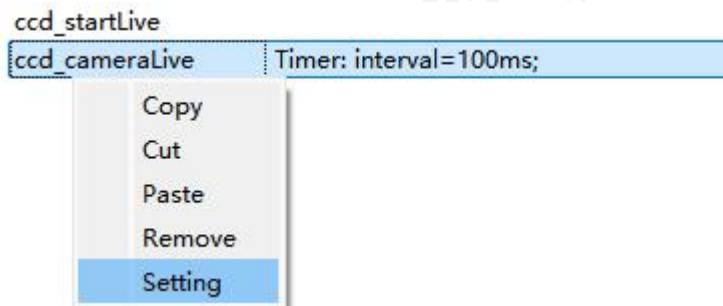 ccd_startLive
ccd_cameraLive Timer: interval=100ms;
Copy
Cut
Paste
Remove
Setting